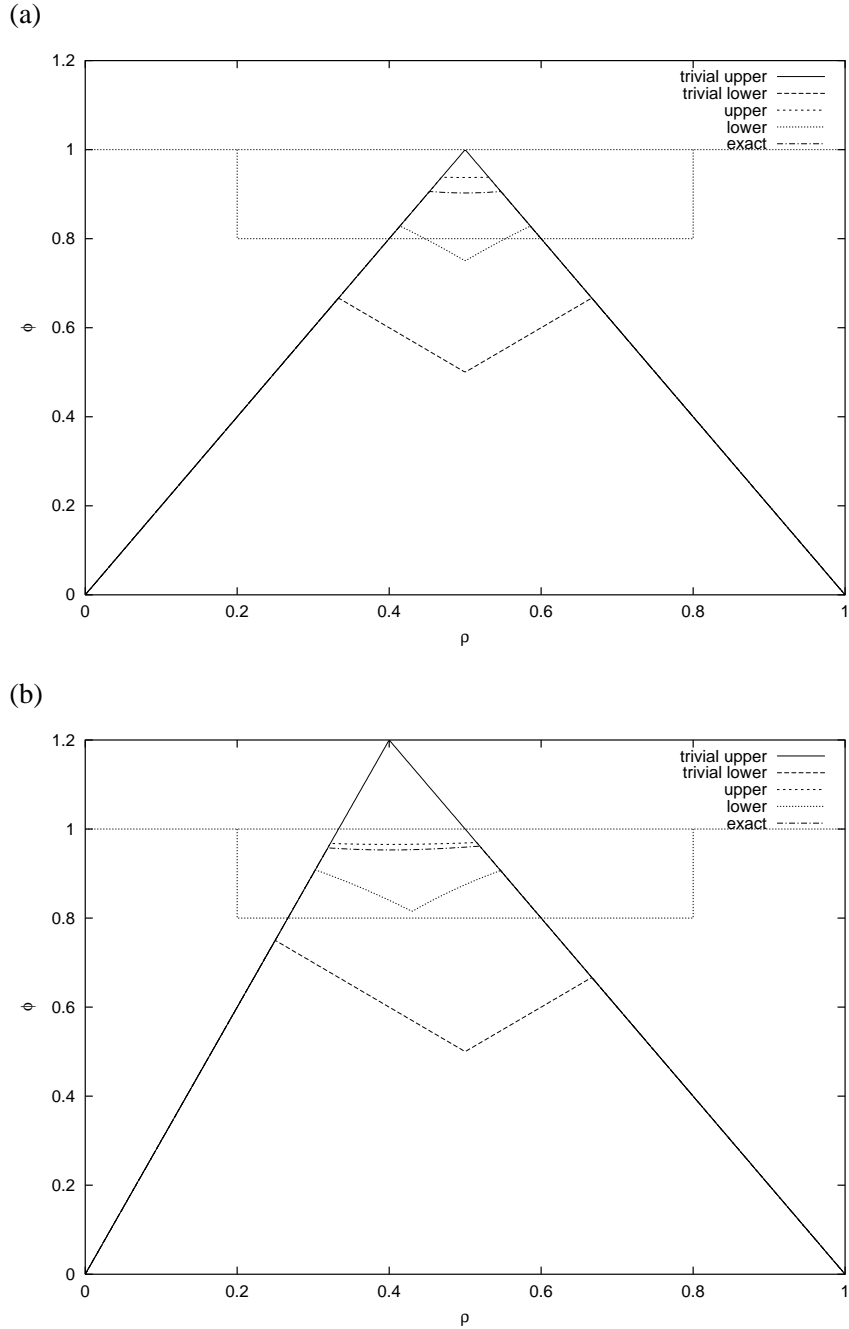 (a)
1.2
1
0.8
0.6
0.4
0.2
0
ϕ
trivial upper
trivial lower
upper
lower
exact
0 0.2 0.4 0.6 0.8 1
ρ
(b)
1.2
1
0.8
0.6
0.4
0.2
0
ϕ
trivial upper
trivial lower
upper
lower
exact
0 0.2 0.4 0.6 0.8 1
ρ